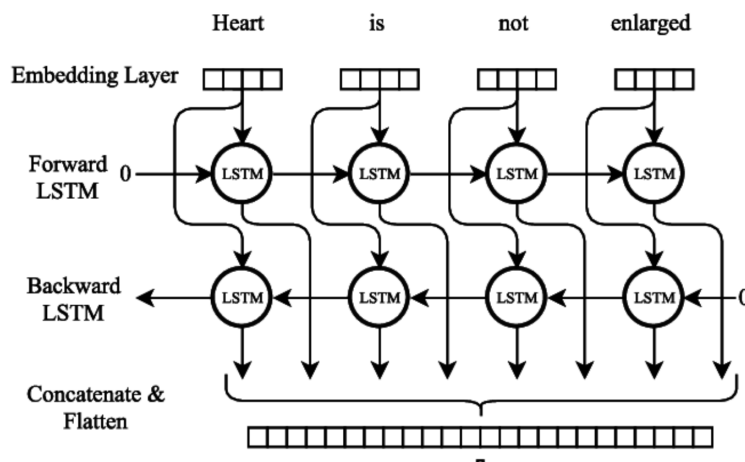 Heart is not enlarged
Embedding Layer
LSTM LSTM LSTM LSTM
Forward 0
LSTM
LSTM LSTM LSTM LSTM
Backward 0
LSTM
Concatenate &
Flatten